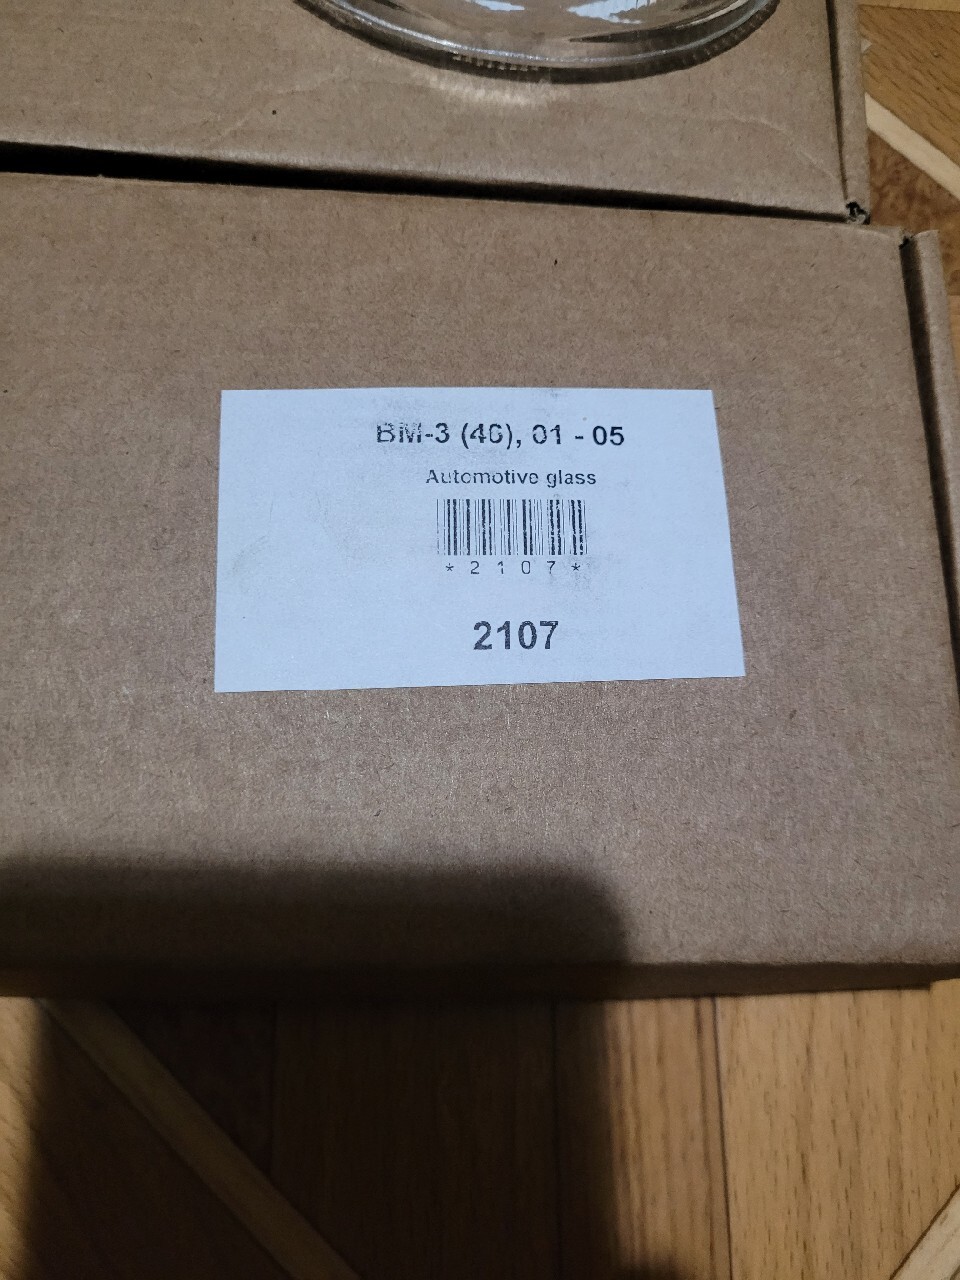 BM-3 (46), 01 - 05
Automotive glass
*2107*
2107